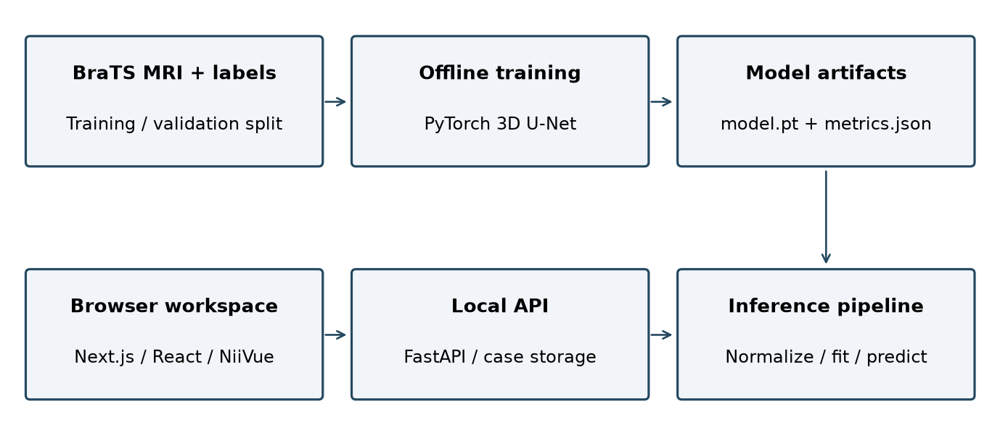 BraTS MRI + labels
Training / validation split
Offline training
PyTorch 3D U-Net
Model artifacts
model.pt + metrics.json
Browser workspace
Next.js / React / NiiVue
Local API
FastAPI / case storage
Inference pipeline
Normalize / fit / predict